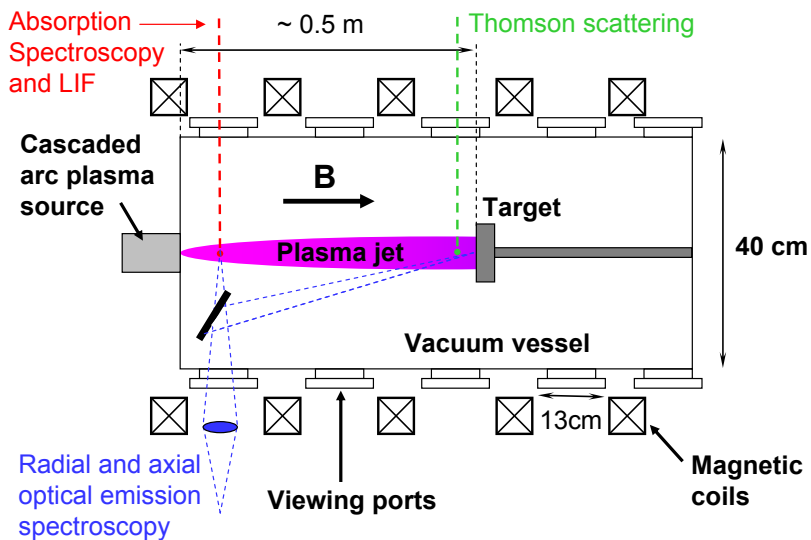 Absorption
Spectroscopy
and LIF
~ 0.5 m
Thomson scattering
Cascaded
arc plasma
source
B
Target
Plasma jet
40 cm
Vacuum vessel
13cm
Radial and axial
optical emission
spectroscopy
Viewing ports
Magnetic
coils